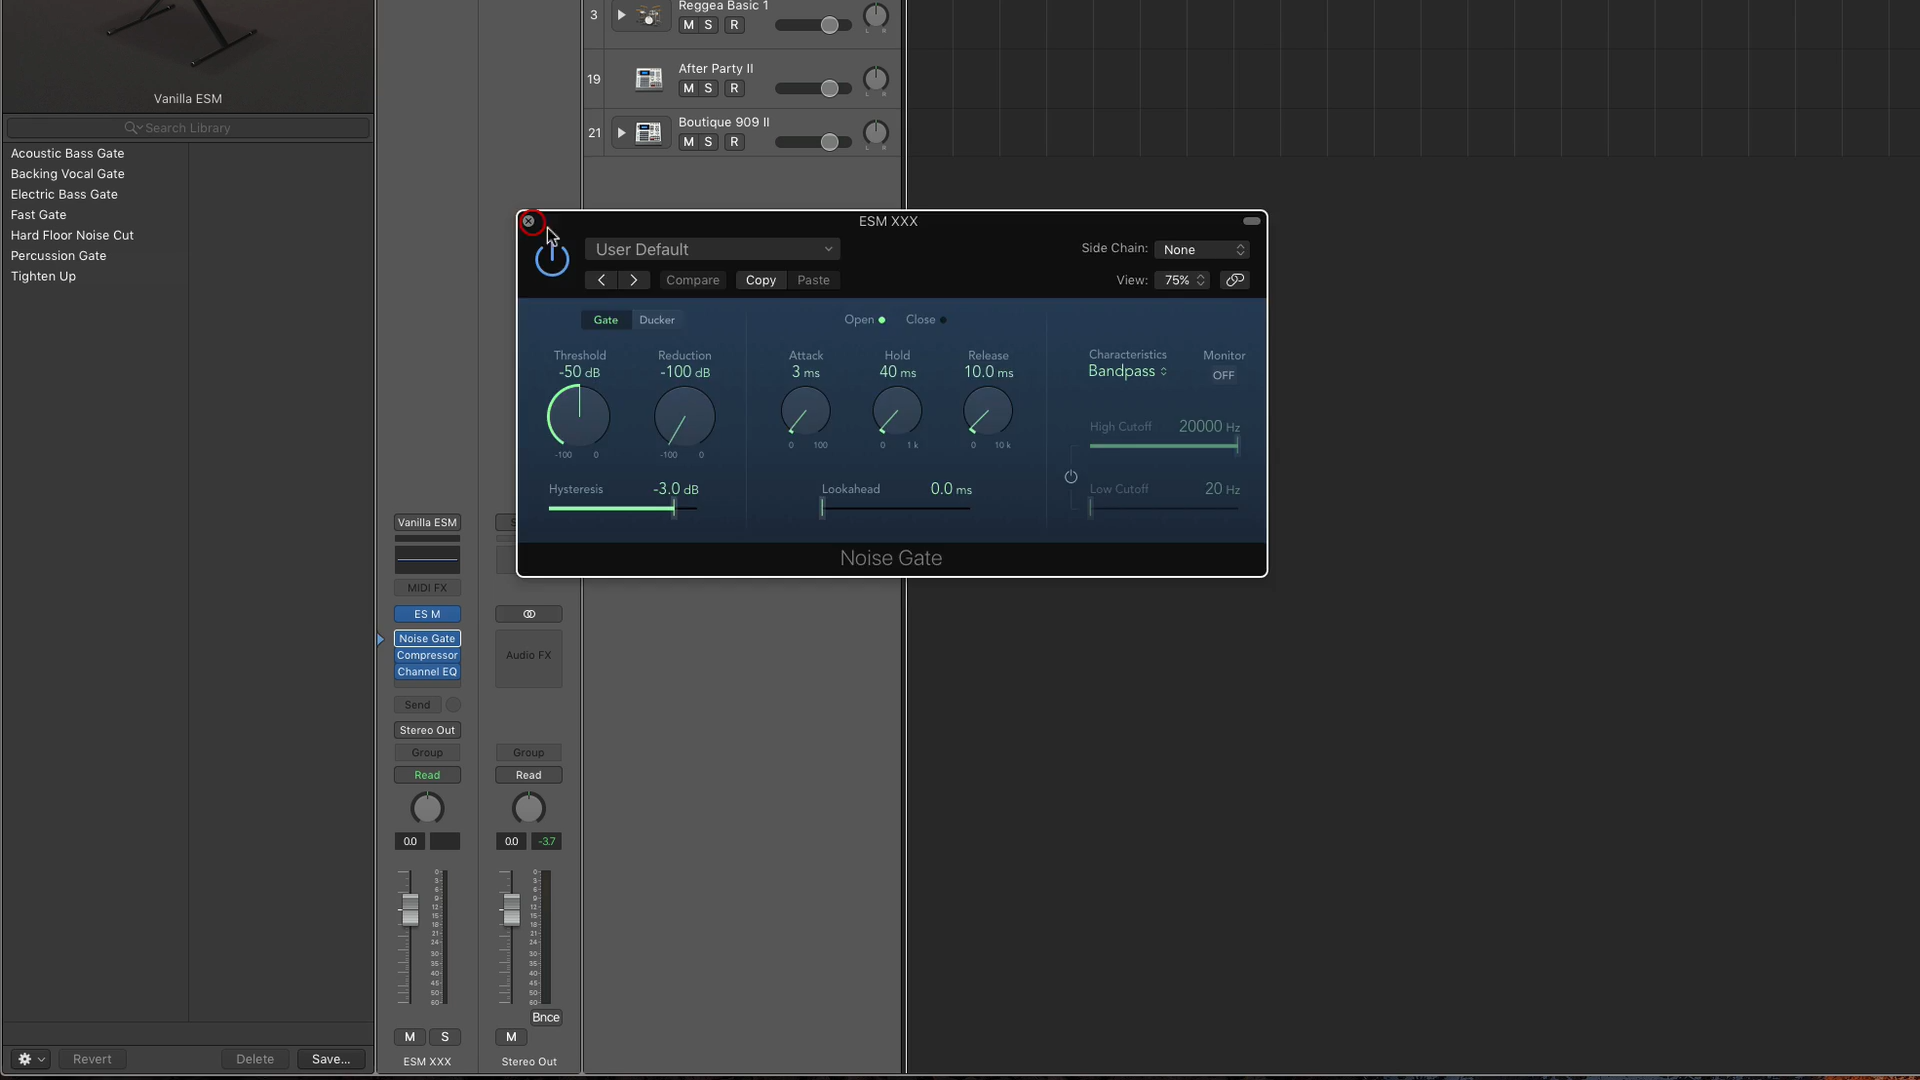 Vanilla ESM
Search Library
Acoustic Bass Gate
Backing Vocal Gate
Electric Bass Gate
Fast Gate
Hard Floor Noise Cut
Percussion Gate
Tighten Up
Revert
Delete
Save...
Vanilla ESM
MIDI FX
ES M
Noise Gate
Compressor
Channel EQ
Send
Stereo Out
Group
Read
0.0
M S
ESM XXX
Audio FX
Group
Read
0.0 -3.7
Bnce
M
Stereo Out
3
Reggea Basic 1
M S R
L R
19
After Party II
M S R
L R
21
Boutique 909 II
M S R
L R
ESM XXX
User Default
Side Chain: None
Compare Copy Paste
View: 75%
Gate Ducker
Open Close
Threshold
-50 dB
-100 0
Reduction
-100 dB
-100 0
Hysteresis -3.0 dB
Attack
3 ms
0 100
Hold
40 ms
0 1 k
Release
10.0 ms
0 10 k
Lookahead 0.0 ms
Characteristics
Bandpass
Monitor
OFF
High Cutoff 20000 Hz
Low Cutoff 20 Hz
Noise Gate